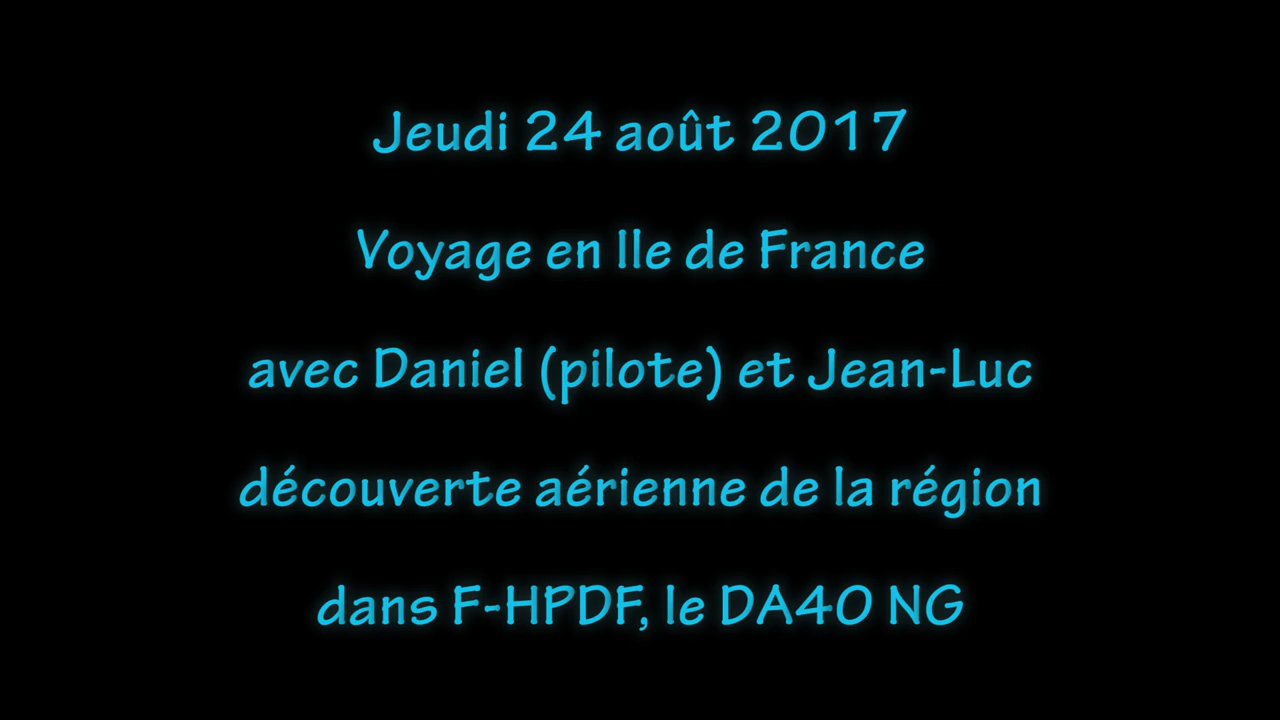 Jeudi 24 août 2017
Voyage en Ile de France
avec Daniel (pilote) et Jean-Luc
découverte aérienne de la région
dans F-HPDF, le DA40 NG